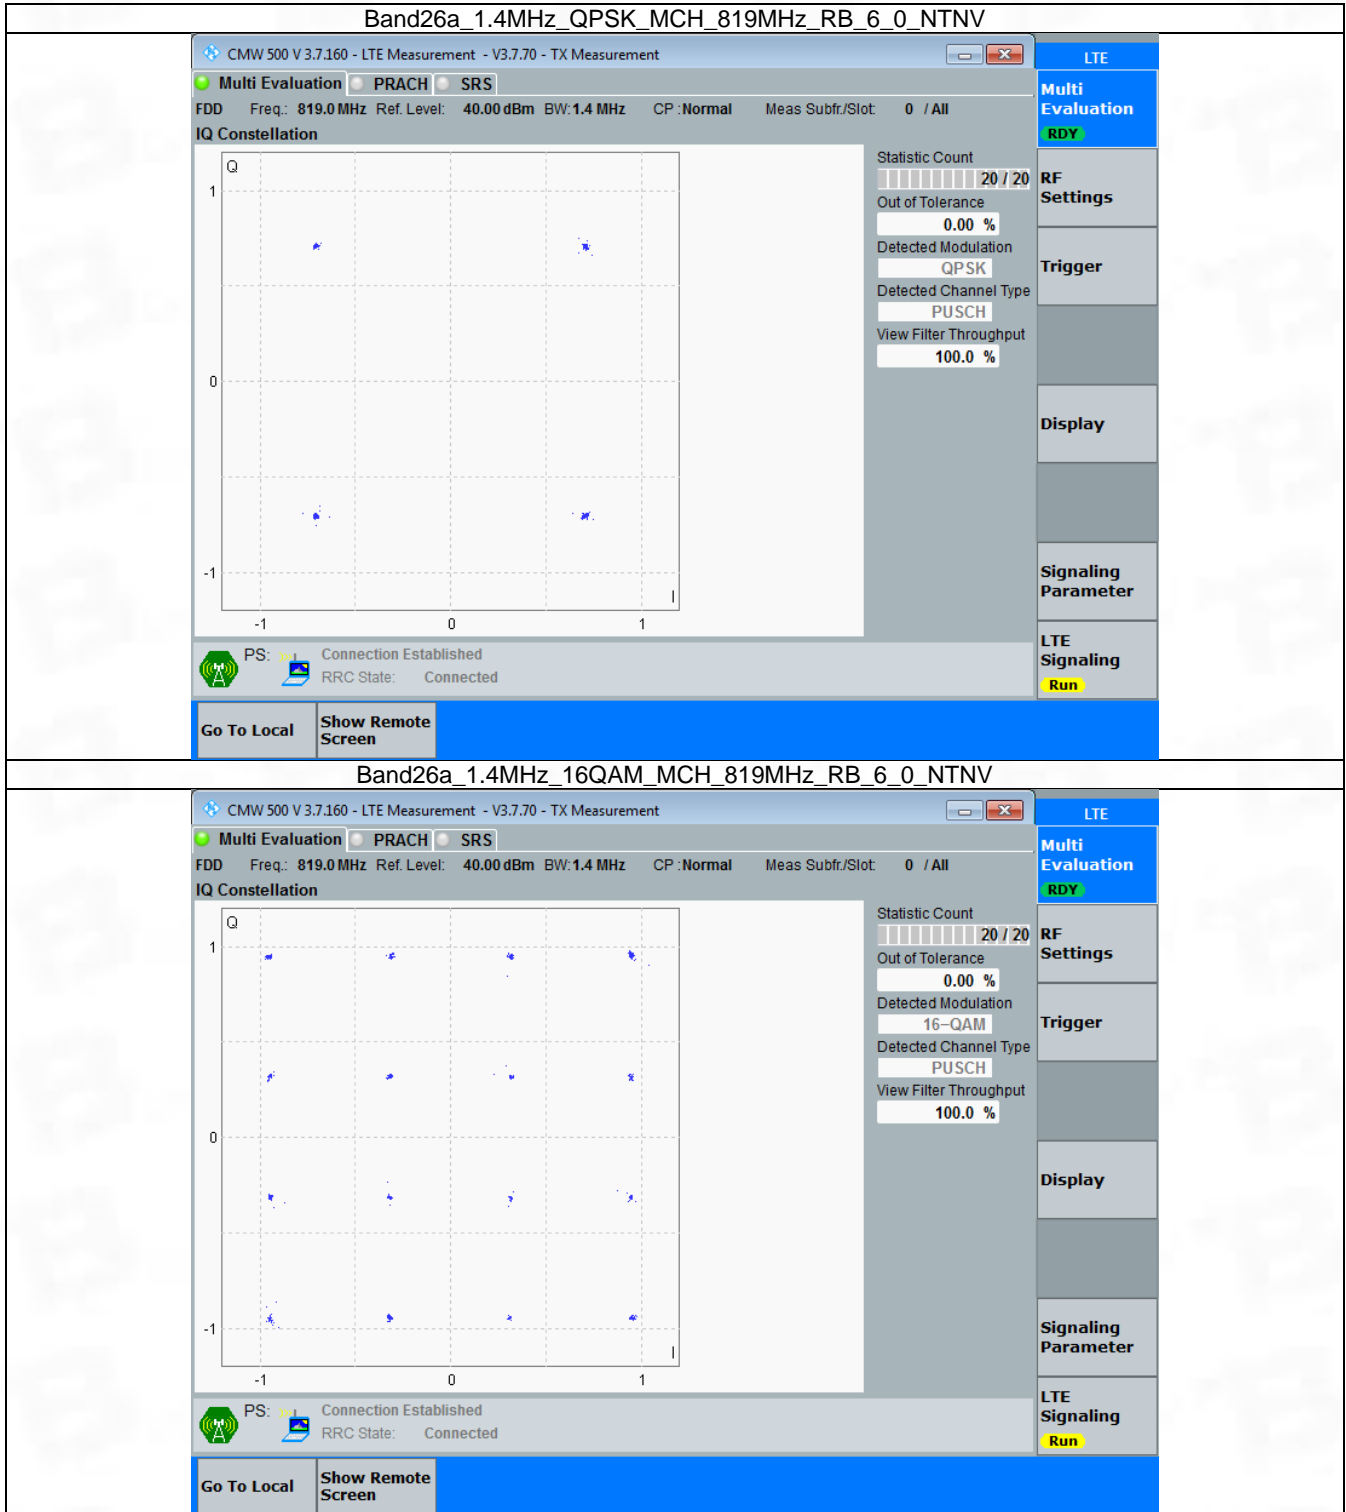 Band26a_1.4MHz_QPSK_MCH_819MHz_RB_6_0_NTNV
CMW 500 V 3.7.160 - LTE Measurement - V3.7.70 - TX Measurement
LTE
Multi Evaluation PRACH SRS
Multi
Evaluation
RDY
FDD Freq.: 819.0 MHz Ref. Level: 40.00 dBm BW: 1.4 MHz CP : Normal Meas Subfr./Slot: 0 / All
IQ Constellation
Q
1
0
-1
I
-1 0 1
Statistic Count
20 / 20
Out of Tolerance
0.00 %
Detected Modulation
QPSK
Detected Channel Type
PUSCH
View Filter Throughput
100.0 %
RF
Settings
Trigger
Display
Signaling
Parameter
LTE
Signaling
Run
PS: Connection Established
RRC State: Connected
Go To Local
Show Remote
Screen
Band26a_1.4MHz_16QAM_MCH_819MHz_RB_6_0_NTNV
CMW 500 V 3.7.160 - LTE Measurement - V3.7.70 - TX Measurement
LTE
Multi Evaluation PRACH SRS
Multi
Evaluation
RDY
FDD Freq.: 819.0 MHz Ref. Level: 40.00 dBm BW: 1.4 MHz CP : Normal Meas Subfr./Slot: 0 / All
IQ Constellation
Q
1
0
-1
I
-1 0 1
Statistic Count
20 / 20
Out of Tolerance
0.00 %
Detected Modulation
16-QAM
Detected Channel Type
PUSCH
View Filter Throughput
100.0 %
RF
Settings
Trigger
Display
Signaling
Parameter
LTE
Signaling
Run
PS: Connection Established
RRC State: Connected
Go To Local
Show Remote
Screen